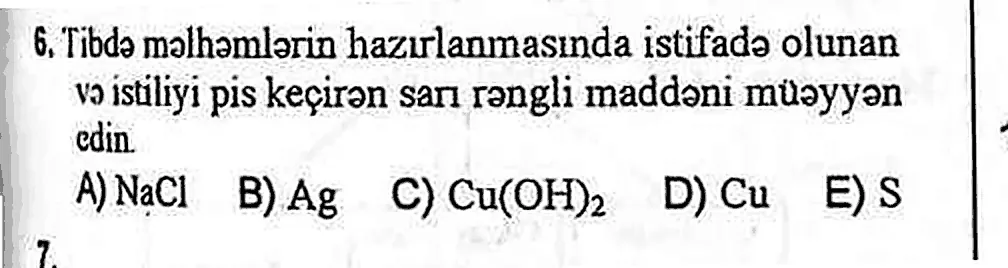 6. Tibdə məlhəmlərin hazırlanmasında istifadə olunan
və istiliyi pis keçirən sarı rəngli maddəni müəyyən
edin.
A) NaCl B) Ag C) Cu(OH)₂ D) Cu E) S
7.